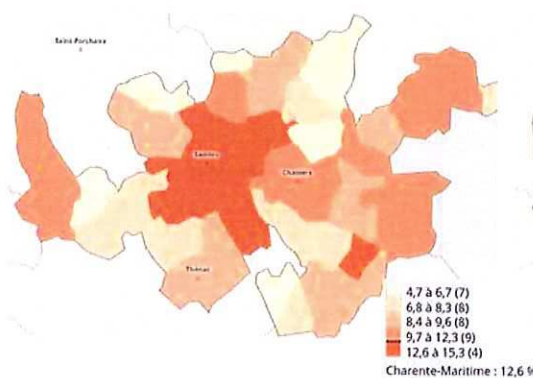 Saint-Porchaire
Saintes
Chaniers
Thénac
4,7 à 6,7 (7)
6,8 à 8,3 (8)
8,4 à 9,6 (8)
9,7 à 12,3 (9)
12,6 à 15,3 (4)
Charente-Maritime : 12,6 %